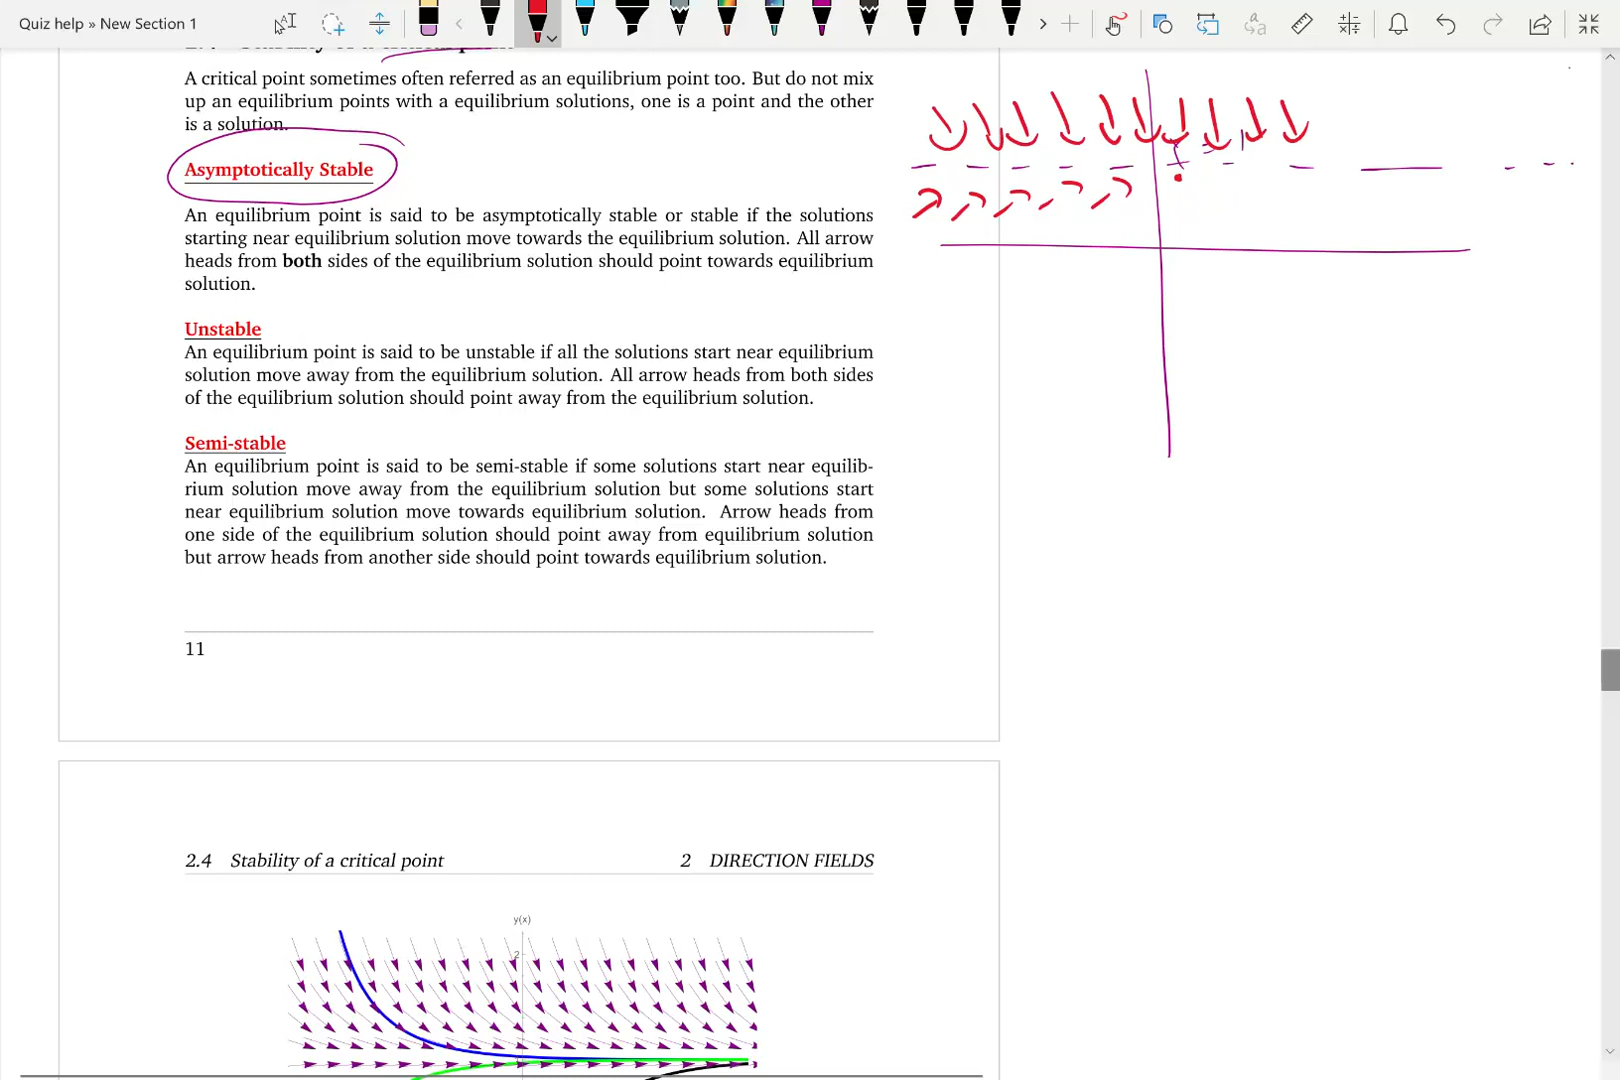 Quiz help » New Section 1
A critical point sometimes often referred as an equilibrium point too. But do not mix
up an equilibrium points with a equilibrium solutions, one is a point and the other
is a solution.
Asymptotically Stable
An equilibrium point is said to be asymptotically stable or stable if the solutions
starting near equilibrium solution move towards the equilibrium solution. All arrow
heads from both sides of the equilibrium solution should point towards equilibrium
solution.
Unstable
An equilibrium point is said to be unstable if all the solutions start near equilibrium
solution move away from the equilibrium solution. All arrow heads from both sides
of the equilibrium solution should point away from the equilibrium solution.
Semi-stable
An equilibrium point is said to be semi-stable if some solutions start near equilib-
rium solution move away from the equilibrium solution but some solutions start
near equilibrium solution move towards equilibrium solution. Arrow heads from
one side of the equilibrium solution should point away from equilibrium solution
but arrow heads from another side should point towards equilibrium solution.
11
2.4 Stability of a critical point 2 DIRECTION FIELDS
y(x)
2